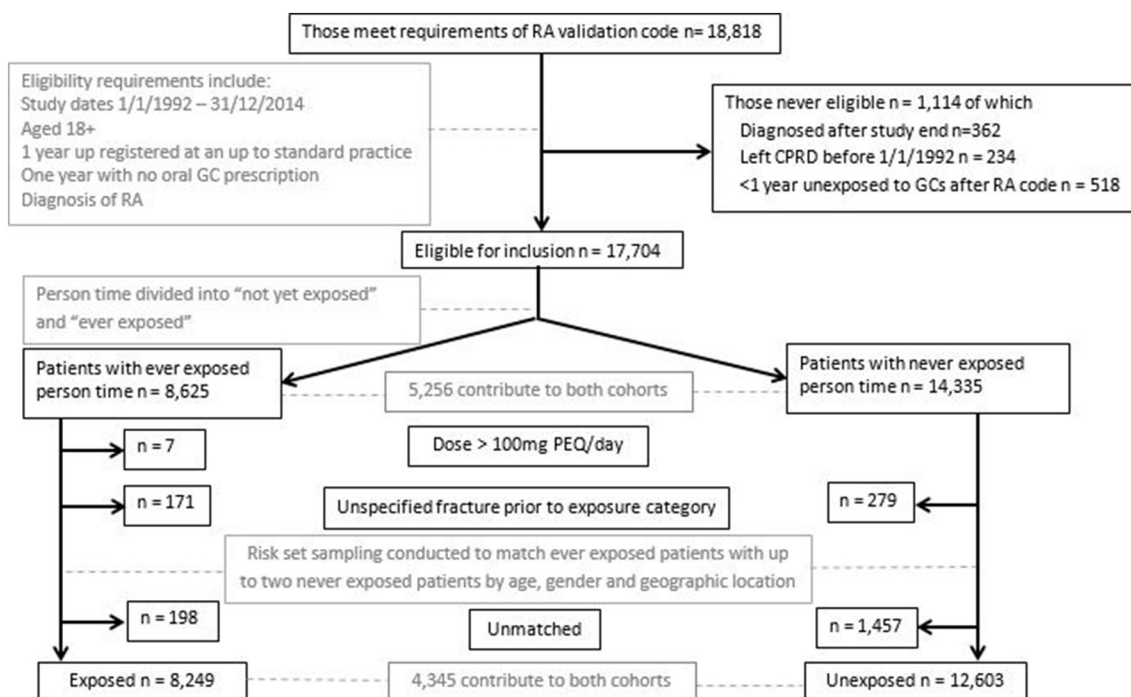 Those meet requirements of RA validation code n= 18,818
Eligibility requirements include:
Study dates 1/1/1992 – 31/12/2014
Aged 18+
1 year up registered at an up to standard practice
One year with no oral GC prescription
Diagnosis of RA
Those never eligible n = 1,114 of which
Diagnosed after study end n=362
Left CPRD before 1/1/1992 n = 234
<1 year unexposed to GCs after RA code n = 518
Eligible for inclusion n = 17,704
Person time divided into “not yet exposed”
and “ever exposed”
Patients with ever exposed
person time n = 8,625
5,256 contribute to both cohorts
Patients with never exposed
person time n = 14,335
n = 7
Dose > 100mg PEQ/day
n = 171
Unspecified fracture prior to exposure category
n = 279
Risk set sampling conducted to match ever exposed patients with up
to two never exposed patients by age, gender and geographic location
n = 198
Unmatched
n = 1,457
Exposed n = 8,249
4,345 contribute to both cohorts
Unexposed n = 12,603